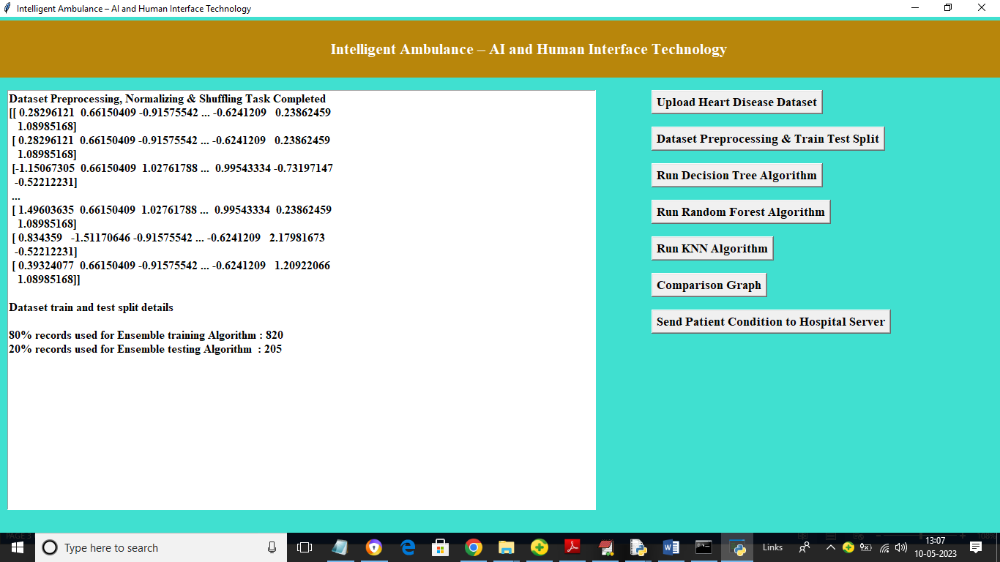 Intelligent Ambulance – AI and Human Interface Technology
Intelligent Ambulance – AI and Human Interface Technology
Dataset Preprocessing, Normalizing & Shuffling Task Completed
[[ 0.28296121  0.66150409 -0.91575542 ... -0.6241209   0.23862459
   1.08985168]
 [ 0.28296121  0.66150409 -0.91575542 ... -0.6241209   0.23862459
   1.08985168]
 [-1.15067305  0.66150409  1.02761788 ...  0.99543334 -0.73197147
  -0.52212231]
 ...
 [ 1.49603635  0.66150409  1.02761788 ...  0.99543334  0.23862459
   1.08985168]
 [ 0.834359   -1.51170646 -0.91575542 ... -0.6241209   2.17981673
  -0.52212231]
 [ 0.39324077  0.66150409 -0.91575542 ... -0.6241209   1.20922066
   1.08985168]]
Dataset train and test split details
80% records used for Ensemble training Algorithm : 820
20% records used for Ensemble testing Algorithm  : 205
Upload Heart Disease Dataset
Dataset Preprocessing & Train Test Split
Run Decision Tree Algorithm
Run Random Forest Algorithm
Run KNN Algorithm
Comparison Graph
Send Patient Condition to Hospital Server
Type here to search
Links
13:07
10-05-2023